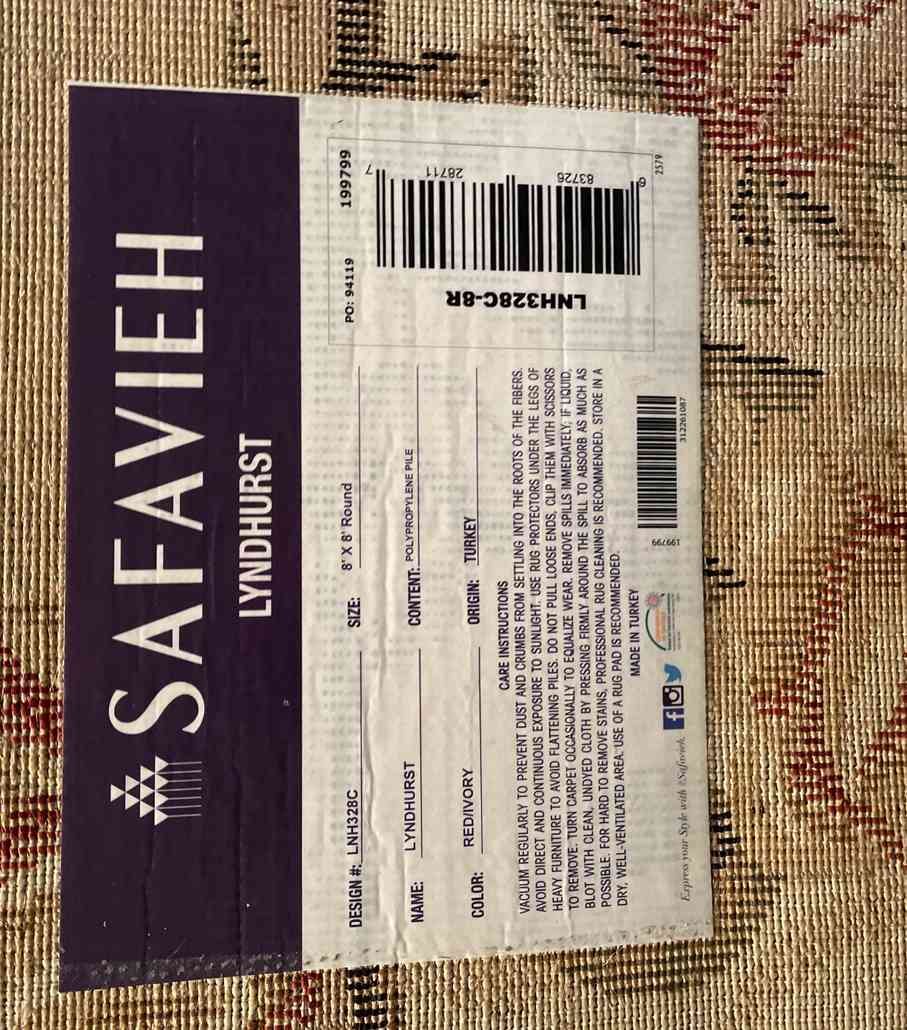 SAFAVIEH
LYNDHURST
DESIGN #: LNH328C SIZE: 8' X 8' Round
NAME: LYNDHURST CONTENT: POLYPROPYLENE PILE
COLOR: RED/IVORY ORIGIN: TURKEY
CARE INSTRUCTIONS
VACUUM REGULARLY TO PREVENT DUST AND CRUMBS FROM SETTLING INTO THE ROOTS OF THE FIBERS.
AVOID DIRECT AND CONTINUOUS EXPOSURE TO SUNLIGHT. USE RUG PROTECTORS UNDER THE LEGS OF
HEAVY FURNITURE TO AVOID FLATTENING PILES. DO NOT PULL LOOSE ENDS, CLIP THEM WITH SCISSORS
TO REMOVE. TURN CARPET OCCASIONALLY TO EQUALIZE WEAR. REMOVE SPILLS IMMEDIATELY; IF LIQUID,
BLOT WITH CLEAN, UNDYED CLOTH BY PRESSING FIRMLY AROUND THE SPILL TO ABSORB AS MUCH AS
POSSIBLE. FOR HARD TO REMOVE STAINS, PROFESSIONAL RUG CLEANING IS RECOMMENDED. STORE IN A
DRY, WELL-VENTILATED AREA. USE OF A RUG PAD IS RECOMMENDED.
MADE IN TURKEY
Express your Style with #Safavieh.
199799
312261087
PO: 94119 199799
LNH328C-8R
6 83726 28711 7
2579